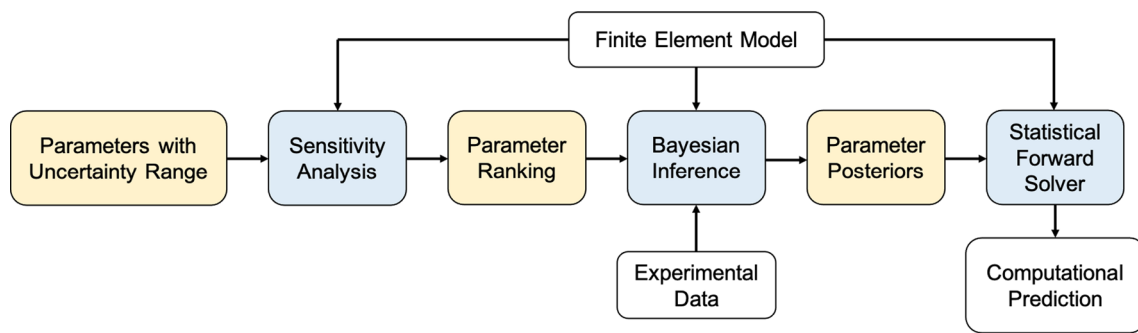 Finite Element Model
Parameters with
Uncertainty Range
Sensitivity
Analysis
Parameter
Ranking
Bayesian
Inference
Parameter
Posteriors
Statistical
Forward
Solver
Experimental
Data
Computational
Prediction